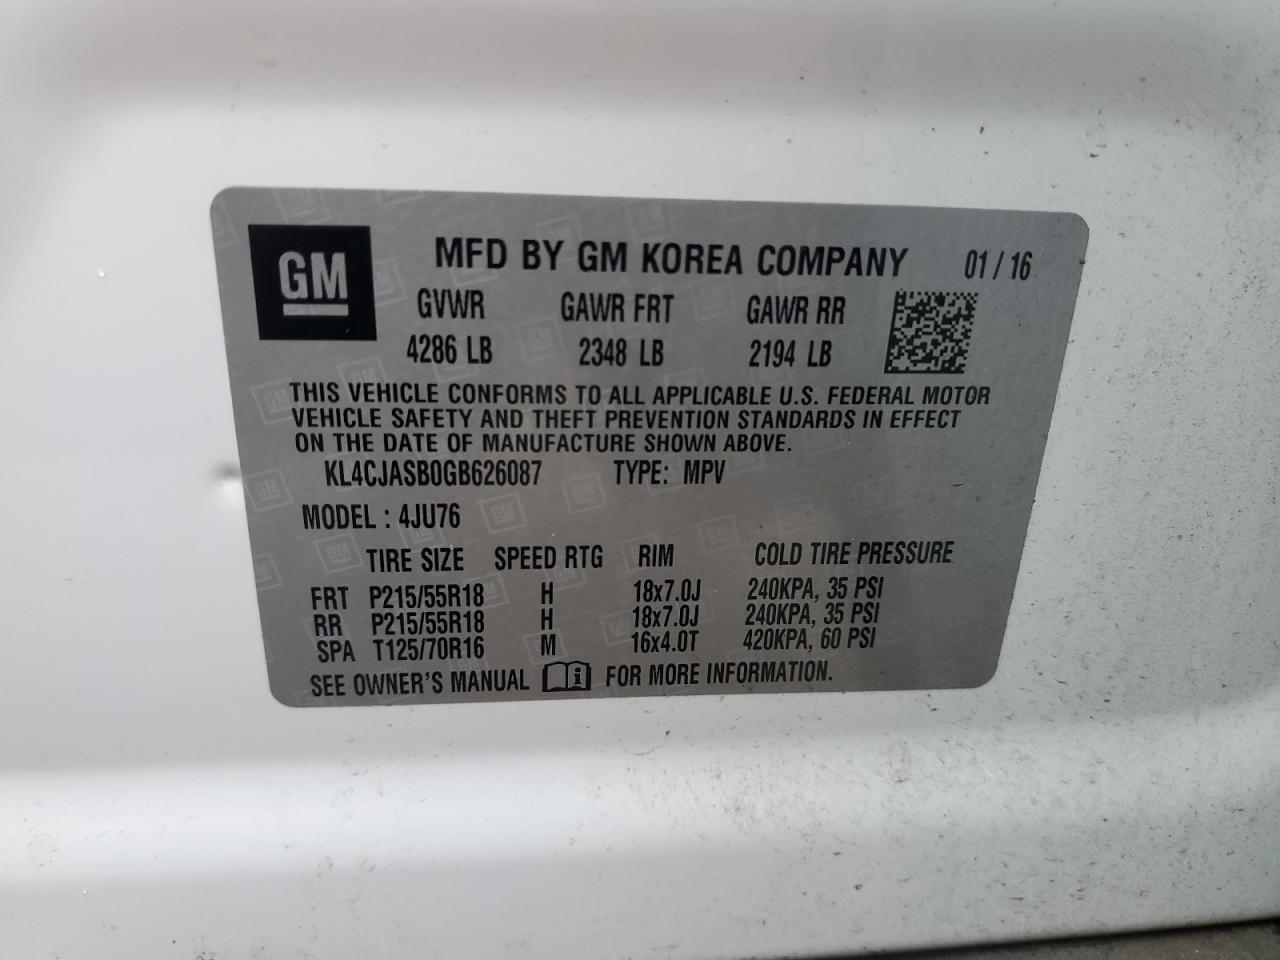 GM
MFD BY GM KOREA COMPANY 01 / 16
GVWR GAWR FRT GAWR RR
4286 LB 2348 LB 2194 LB
THIS VEHICLE CONFORMS TO ALL APPLICABLE U.S. FEDERAL MOTOR
VEHICLE SAFETY AND THEFT PREVENTION STANDARDS IN EFFECT
ON THE DATE OF MANUFACTURE SHOWN ABOVE.
KL4CJASB0GB626087 TYPE: MPV
MODEL : 4JU76
TIRE SIZE SPEED RTG RIM COLD TIRE PRESSURE
FRT P215/55R18 H 18x7.0J 240KPA, 35 PSI
RR P215/55R18 H 18x7.0J 240KPA, 35 PSI
SPA T125/70R16 M 16x4.0T 420KPA, 60 PSI
SEE OWNER'S MANUAL i FOR MORE INFORMATION.